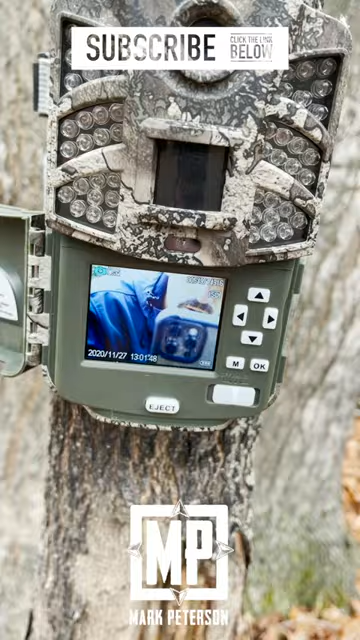 SUBSCRIBE
CLICK THE LINK
BELOW
2020/11/27 13:01:48
M
OK
EJECT
MP
MARK PETERSON